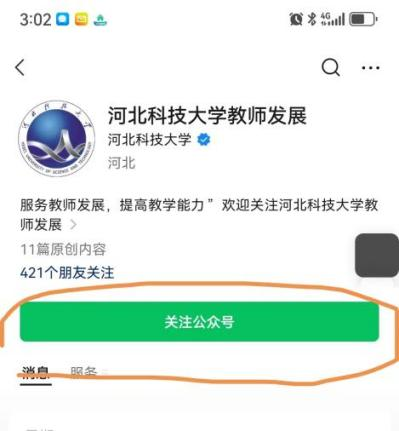 3:02
4G
河北科技大学教师发展
河北科技大学
河北
服务教师发展，提高教学能力” 欢迎关注河北科技大学教
师发展
11篇原创内容
421个朋友关注
关注公众号
消息 服务